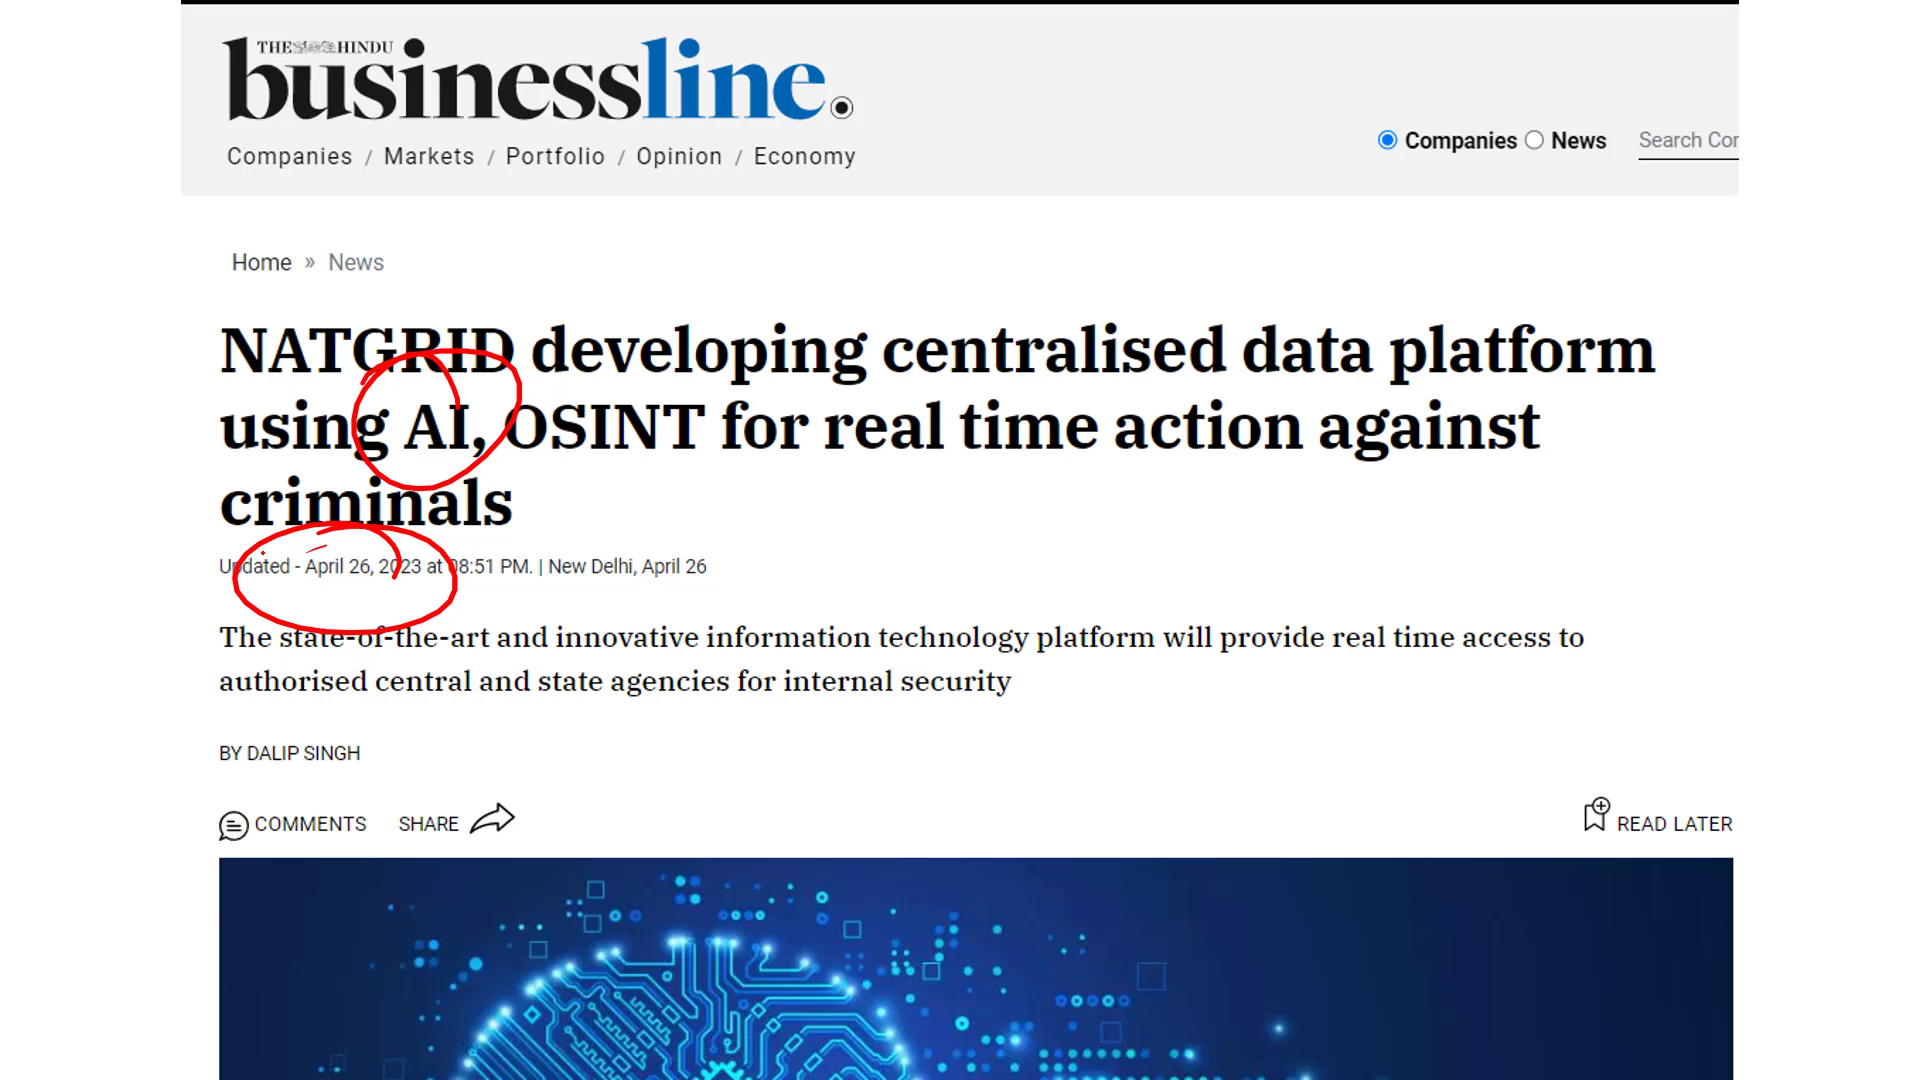 THE HINDU
businessline.
Companies / Markets / Portfolio / Opinion / Economy
Companies News Search Cor
Home » News
NATGRID developing centralised data platform
using AI, OSINT for real time action against
criminals
Updated - April 26, 2023 at 08:51 PM. | New Delhi, April 26
The state-of-the-art and innovative information technology platform will provide real time access to
authorised central and state agencies for internal security
BY DALIP SINGH
COMMENTS SHARE READ LATER